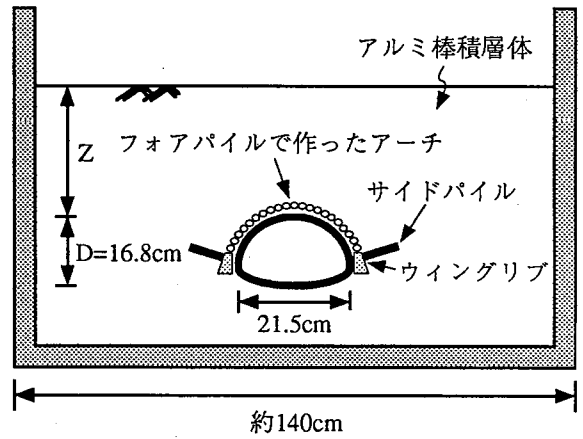 アルミ棒積層体
Z
フォアパイルで作ったアーチ
サイドパイル
D=16.8cm
ウィングリブ
21.5cm
約140cm